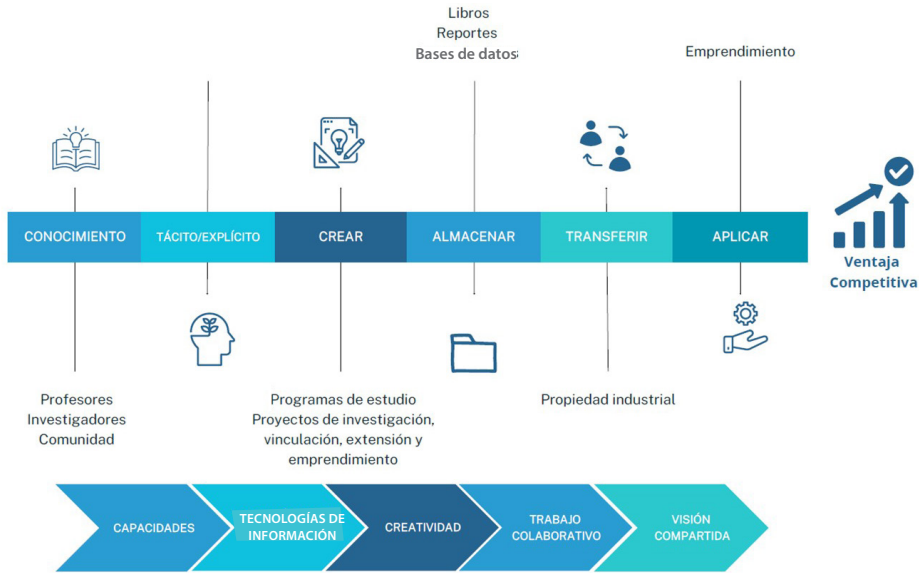 Libros
Reportes
Bases de datos
Emprendimiento
CONOCIMIENTO
TÁCITO/EXPLÍCITO
CREAR
ALMACENAR
TRANSFERIR
APLICAR
Ventaja
Competitiva
Profesores
Investigadores
Comunidad
Programas de estudio
Proyectos de investigación,
vinculación, extensión y
emprendimiento
Propiedad industrial
CAPACIDADES
TECNOLOGÍAS DE
INFORMACIÓN
CREATIVIDAD
TRABAJO
COLABORATIVO
VISIÓN
COMPARTIDA